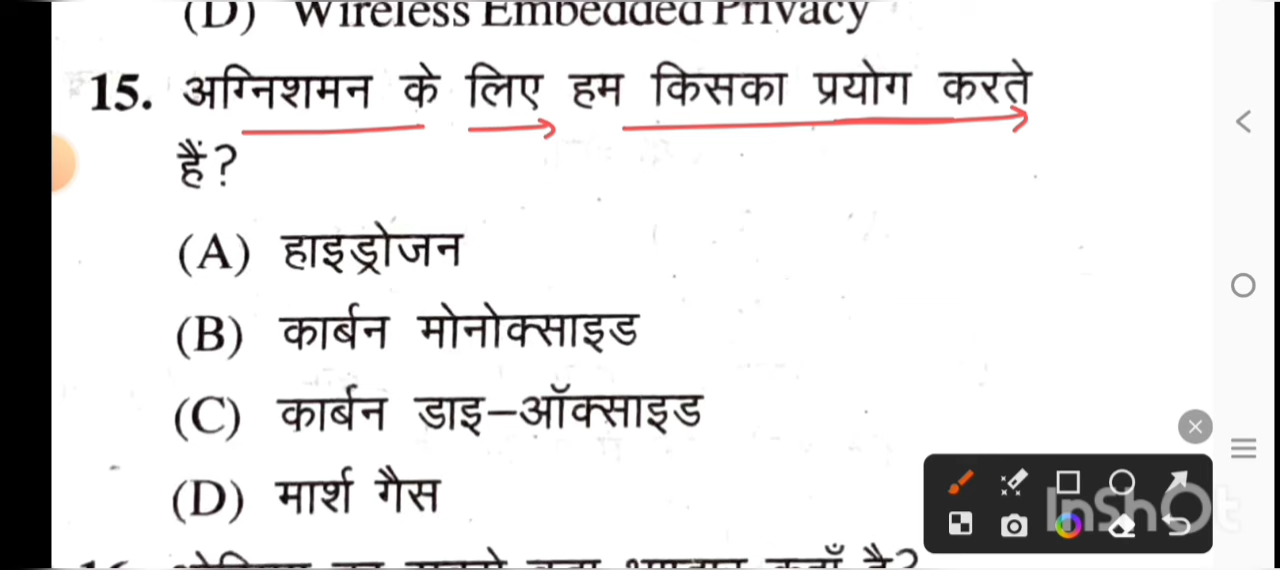 (D) Wireless Embedded Privacy
15. अग्निशमन के लिए हम किसका प्रयोग करते
हैं?
(A) हाइड्रोजन
(B) कार्बन मोनोक्साइड
(C) कार्बन डाइ-ऑक्साइड
(D) मार्श गैस
InShOt